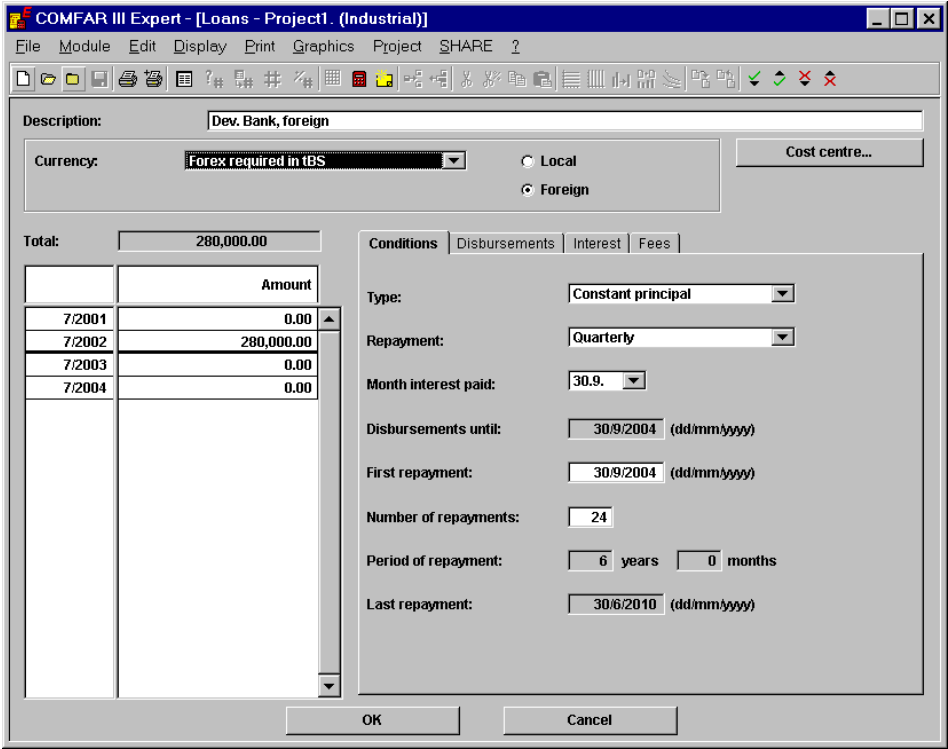 COMFAR III Expert - [Loans - Project1. (Industrial)]
File Module Edit Display Print Graphics Project SHARE ?
Description: Dev. Bank, foreign
Currency: Forex required in tBS Local Cost centre...
Foreign
Total: 280,000.00 Conditions Disbursements Interest Fees
Amount
Type: Constant principal
7/2001 0.00
7/2002 280,000.00 Repayment: Quarterly
7/2003 0.00
7/2004 0.00 Month interest paid: 30.9.
Disbursements until: 30/9/2004 (dd/mm/yyyy)
First repayment: 30/9/2004 (dd/mm/yyyy)
Number of repayments: 24
Period of repayment: 6 years 0 months
Last repayment: 30/6/2010 (dd/mm/yyyy)
OK Cancel